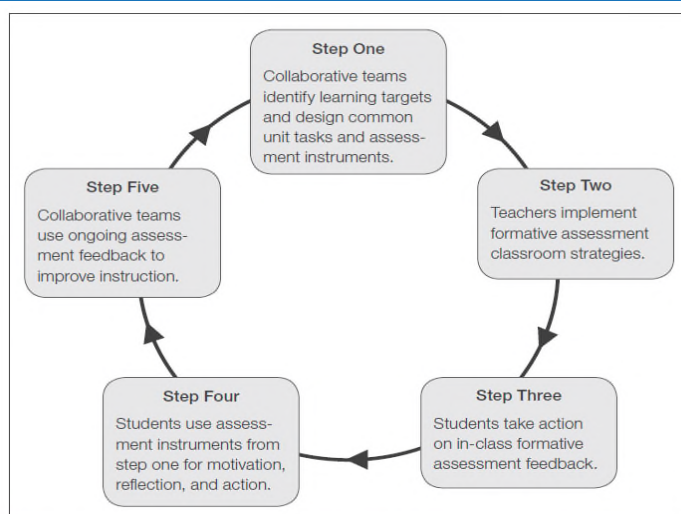 Step One
Collaborative teams
identify learning targets
and design common
unit tasks and assess-
ment instruments.
Step Two
Teachers implement
formative assessment
classroom strategies.
Step Three
Students take action
on in-class formative
assessment feedback.
Step Four
Students use assess-
ment instruments from
step one for motivation,
reflection, and action.
Step Five
Collaborative teams
use ongoing assess-
ment feedback to
improve instruction.